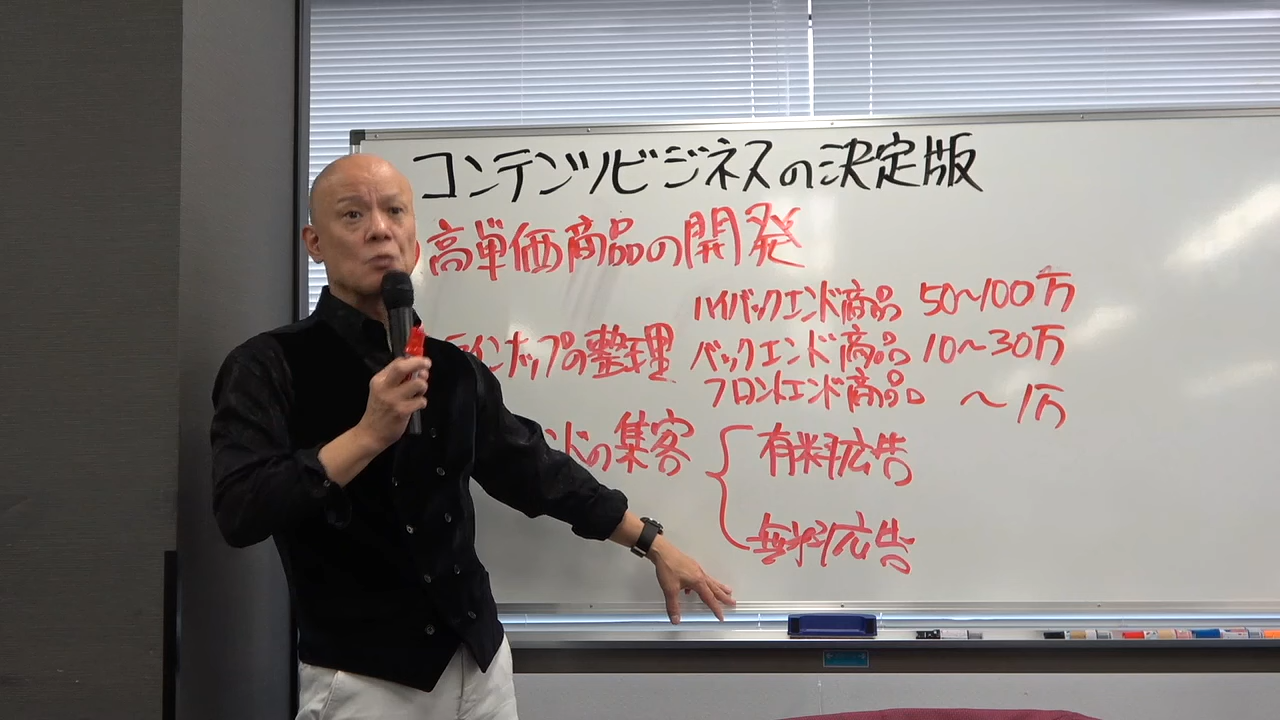 コンテンツビジネスの決定版
高単価商品の開発
ハイバックエンド商品 50〜100万
ラインナップの整理 バックエンド商品 10〜30万
フロントエンド商品 〜1万
ンドの集客 有料広告
無料広告